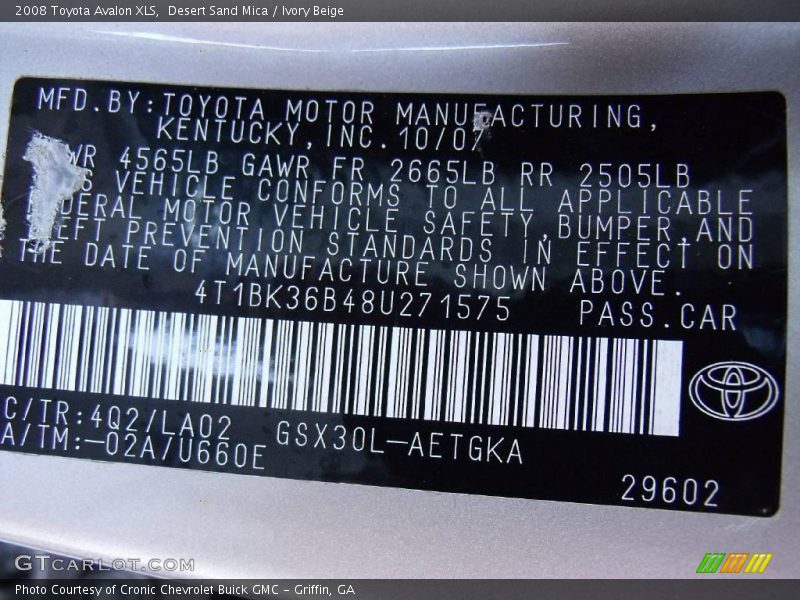 2008 Toyota Avalon XLS, Desert Sand Mica / Ivory Beige
MFD.BY:TOYOTA MOTOR MANUFACTURING,
KENTUCKY,INC.10/07
4565LB GAWR FR 2665LB RR 2505LB
VEHICLE CONFORMS TO ALL APPLICABLE
MOTOR VEHICLE SAFETY,BUMPER,AND
PREVENTION STANDARDS IN EFFECT ON
THE DATE OF MANUFACTURE SHOWN ABOVE.
4T1BK36B48U271575 PASS.CAR
C/TR:4Q2/LA02 GSX30L-AETGKA
A/TM:-02A/U660E
29602
GTCARLOT.COM
Photo Courtesy of Cronic Chevrolet Buick GMC - Griffin, GA